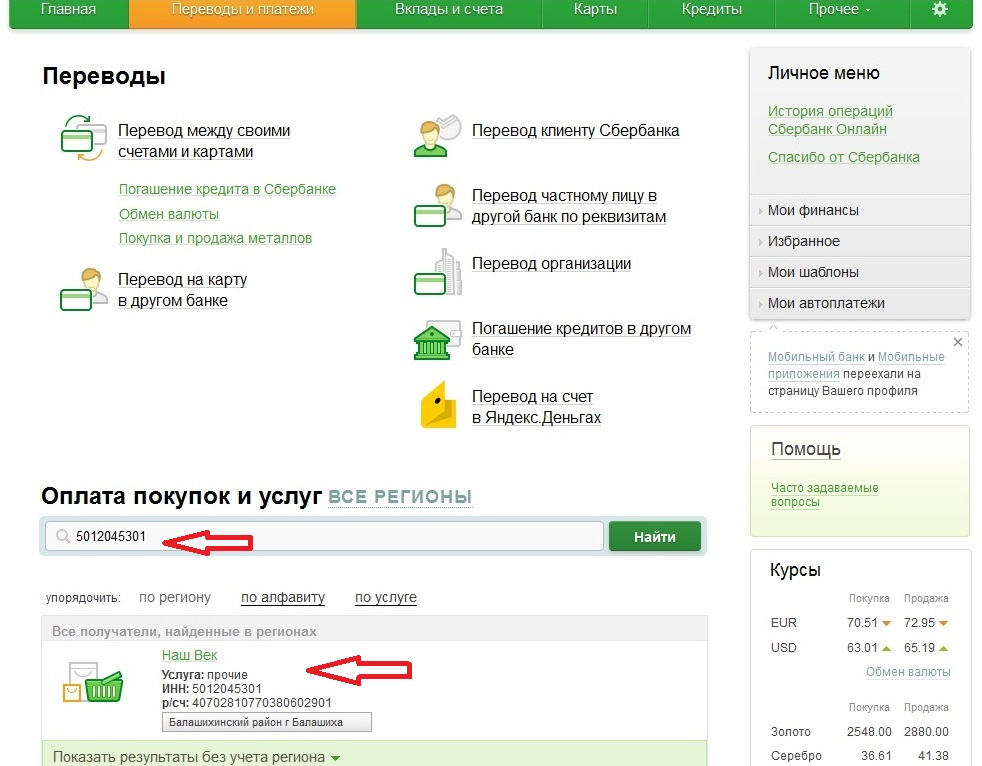 Главная
Переводы и платежи
Вклады и счета
Карты
Кредиты
Прочее
Переводы
Перевод между своими
счетами и картами
Погашение кредита в Сбербанке
Обмен валюты
Покупка и продажа металлов
Перевод на карту
в другом банке
Перевод клиенту Сбербанка
Перевод частному лицу в
другой банк по реквизитам
Перевод организации
Погашение кредитов в другом
банке
Перевод на счет
в Яндекс.Деньгах
Оплата покупок и услуг ВСЕ РЕГИОНЫ
5012045301
Найти
упорядочить: по региону по алфавиту по услуге
Все получатели, найденные в регионах
Наш Век
Услуга: прочие
ИНН: 5012045301
р/сч: 40702810770380602901
Балашихинский район г Балашиха
Показать результаты без учета региона
Личное меню
История операций
Сбербанк Онлайн
Спасибо от Сбербанка
Мои финансы
Избранное
Мои шаблоны
Мои автоплатежи
Мобильный банк и Мобильные
приложения переехали на
страницу Вашего профиля
Помощь
Часто задаваемые
вопросы
Курсы
Покупка Продажа
EUR 70.51 72.95
USD 63.01 65.19
Обмен валюты
Покупка Продажа
Золото 2548.00 2880.00
Серебро 36.61 41.38